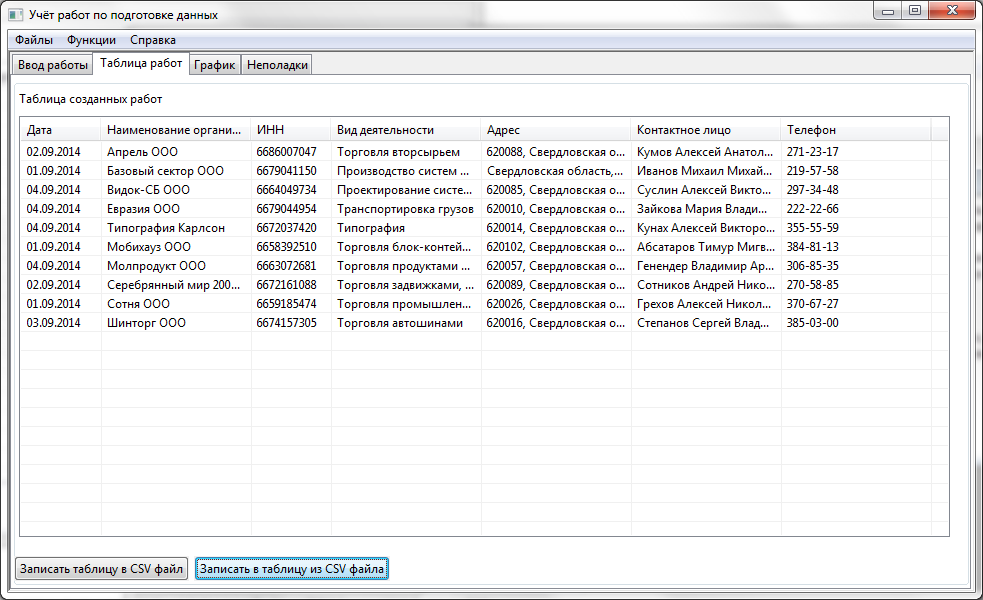 Учёт работ по подготовке данных
Файлы Функции Справка
Ввод работы Таблица работ График Неполадки
Таблица созданных работ
Дата Наименование органи... ИНН Вид деятельности Адрес Контактное лицо Телефон
02.09.2014 Апрель ООО 6686007047 Торговля вторсырьем 620088, Свердловская о... Кумов Алексей Анатол... 271-23-17
01.09.2014 Базовый сектор ООО 6679041150 Производство систем ... Свердловская область,... Иванов Михаил Михай... 219-57-58
04.09.2014 Видок-СБ ООО 6664049734 Проектирование систе... 620085, Свердловская о... Суслин Алексей Викто... 297-34-48
04.09.2014 Евразия ООО 6679044954 Транспортировка грузов 620010, Свердловская о... Зайкова Мария Влади... 222-22-66
04.09.2014 Типография Карлсон 6672037420 Типография 620014, Свердловская о... Кунах Алексей Викторо... 355-55-59
01.09.2014 Мобихауз ООО 6658392510 Торговля блок-контей... 620102, Свердловская о... Абсатаров Тимур Мигв... 384-81-13
04.09.2014 Молпродукт ООО 6663072681 Торговля продуктами ... 620057, Свердловская о... Генендер Владимир Ар... 306-85-35
02.09.2014 Серебрянный мир 200... 6672161088 Торговля задвижками, ... 620089, Свердловская о... Сотников Андрей Нико... 270-58-85
01.09.2014 Сотня ООО 6659185474 Торговля промышлен... 620026, Свердловская о... Грехов Алексей Никол... 370-67-27
03.09.2014 Шинторг ООО 6674157305 Торговля автошинами 620016, Свердловская о... Степанов Сергей Влад... 385-03-00
Записать таблицу в CSV файл Записать в таблицу из CSV файла